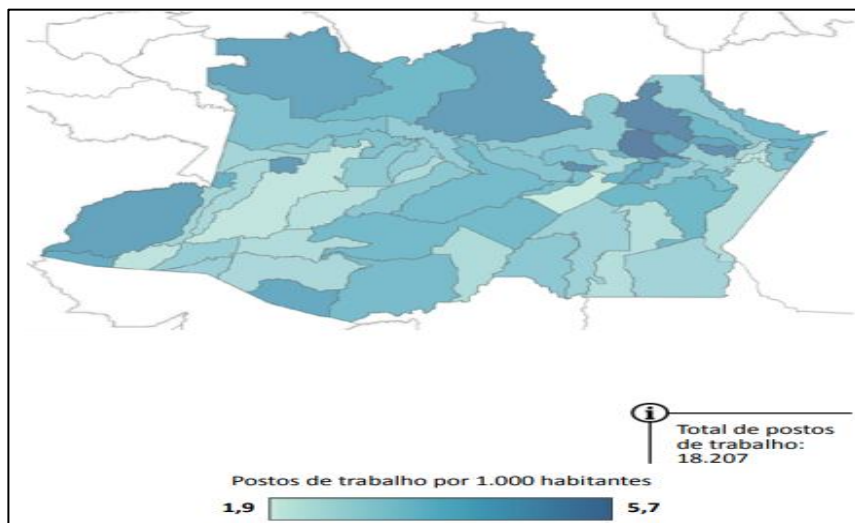 Total de postos
de trabalho:
18.207
Postos de trabalho por 1.000 habitantes
1,9 5,7